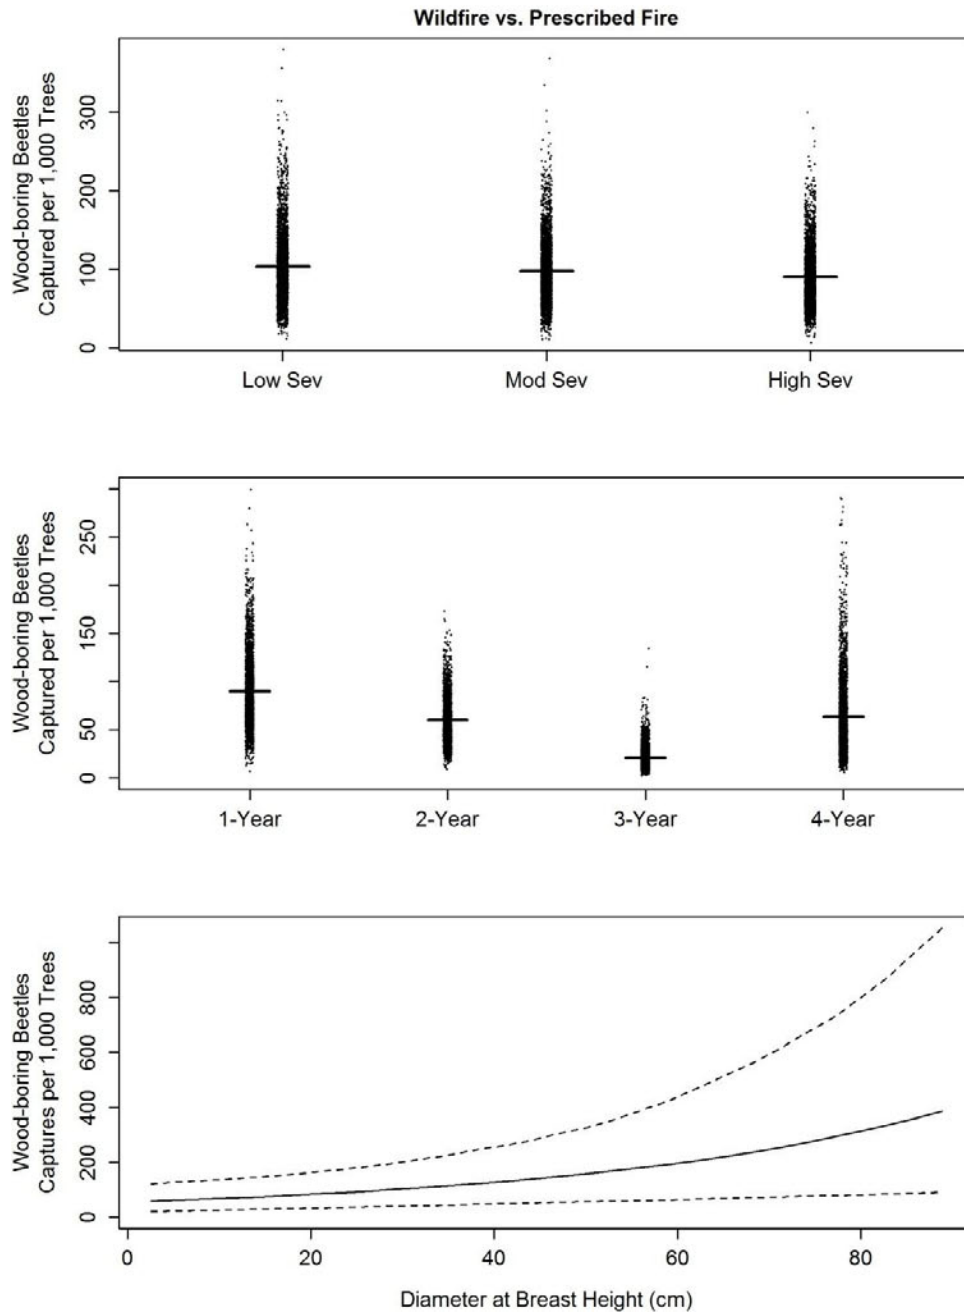 Wildfire vs. Prescribed Fire
Wood-boring Beetles
Captured per 1,000 Trees
300
200
100
0
Low Sev Mod Sev High Sev
Wood-boring Beetles
Captured per 1,000 Trees
250
150
50
0
1-Year 2-Year 3-Year 4-Year
Wood-boring Beetles
Captures per 1,000 Trees
800
600
400
200
0
0 20 40 60 80
Diameter at Breast Height (cm)